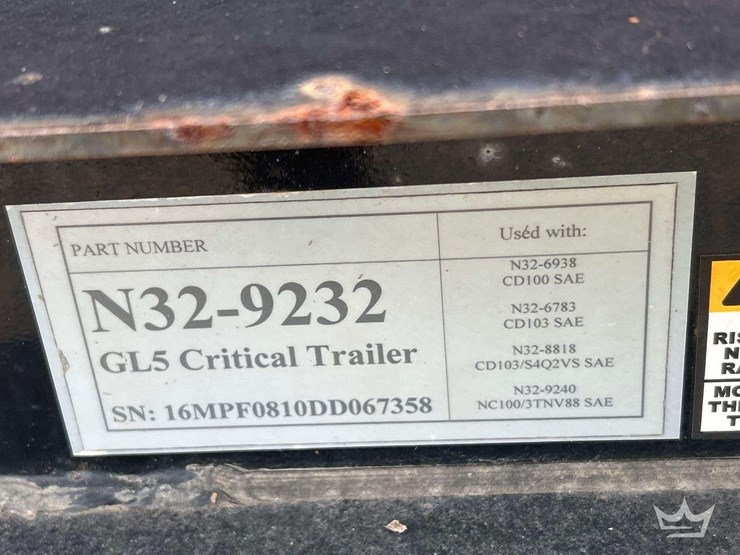 PART NUMBER
N32-9232
GL5 Critical Trailer
SN: 16MPF0810DD067358
Used with:
N32-6938
CD100 SAE
N32-6783
CD103 SAE
N32-8818
CD103/S4Q2VS SAE
N32-9240
NC100/3TNV88 SAE